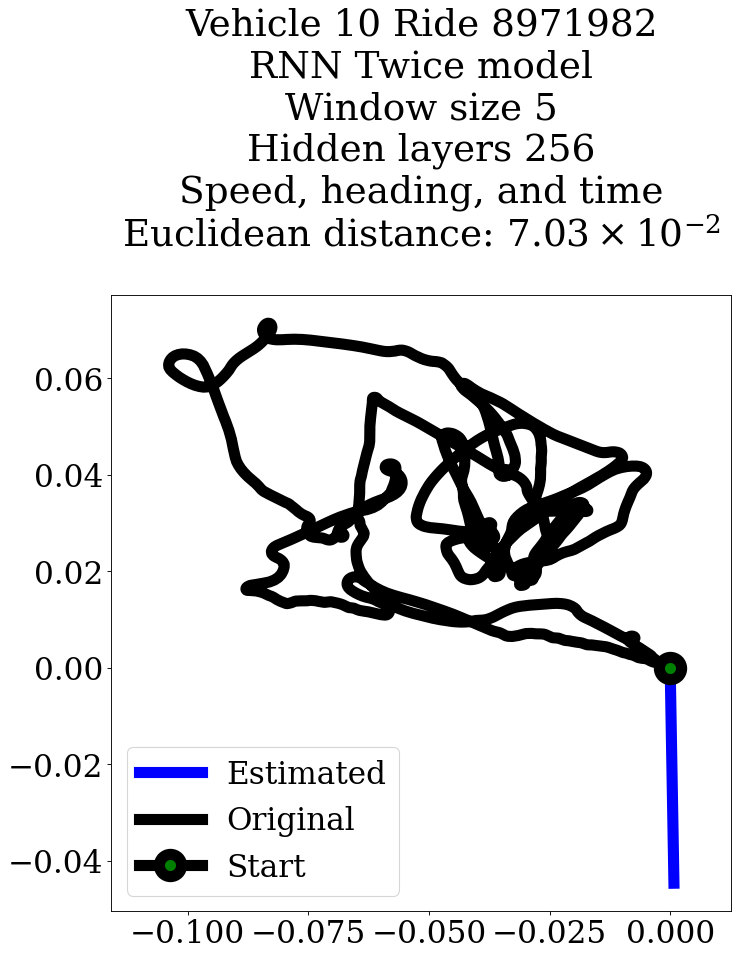 Vehicle 10 Ride 8971982
RNN Twice model
Window size 5
Hidden layers 256
Speed, heading, and time
Euclidean distance: 7.03 × 10⁻²
0.06
0.04
0.02
0.00
−0.02
−0.04
Estimated
Original
Start
−0.100 −0.075 −0.050 −0.025 0.000